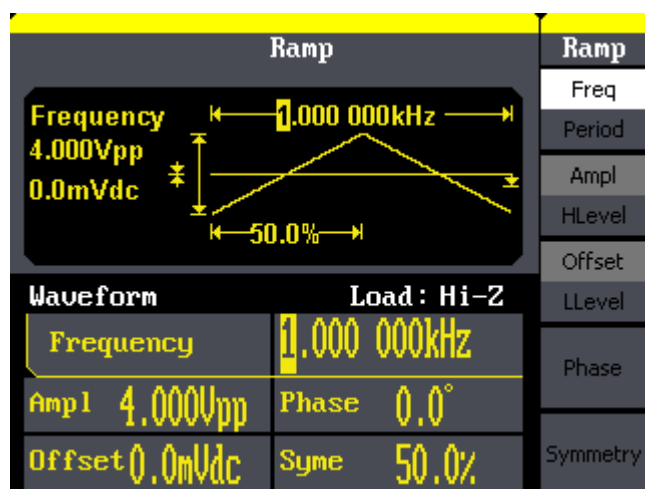 Ramp
Frequency
1.000 000kHz
4.000Vpp
0.0mVdc
50.0%
Waveform Load: Hi-Z
Frequency 1.000 000kHz
Ampl 4.000Vpp Phase 0.0°
Offset 0.0mVdc Syme 50.0%
Ramp
Freq
Period
Ampl
HLevel
Offset
LLevel
Phase
Symmetry